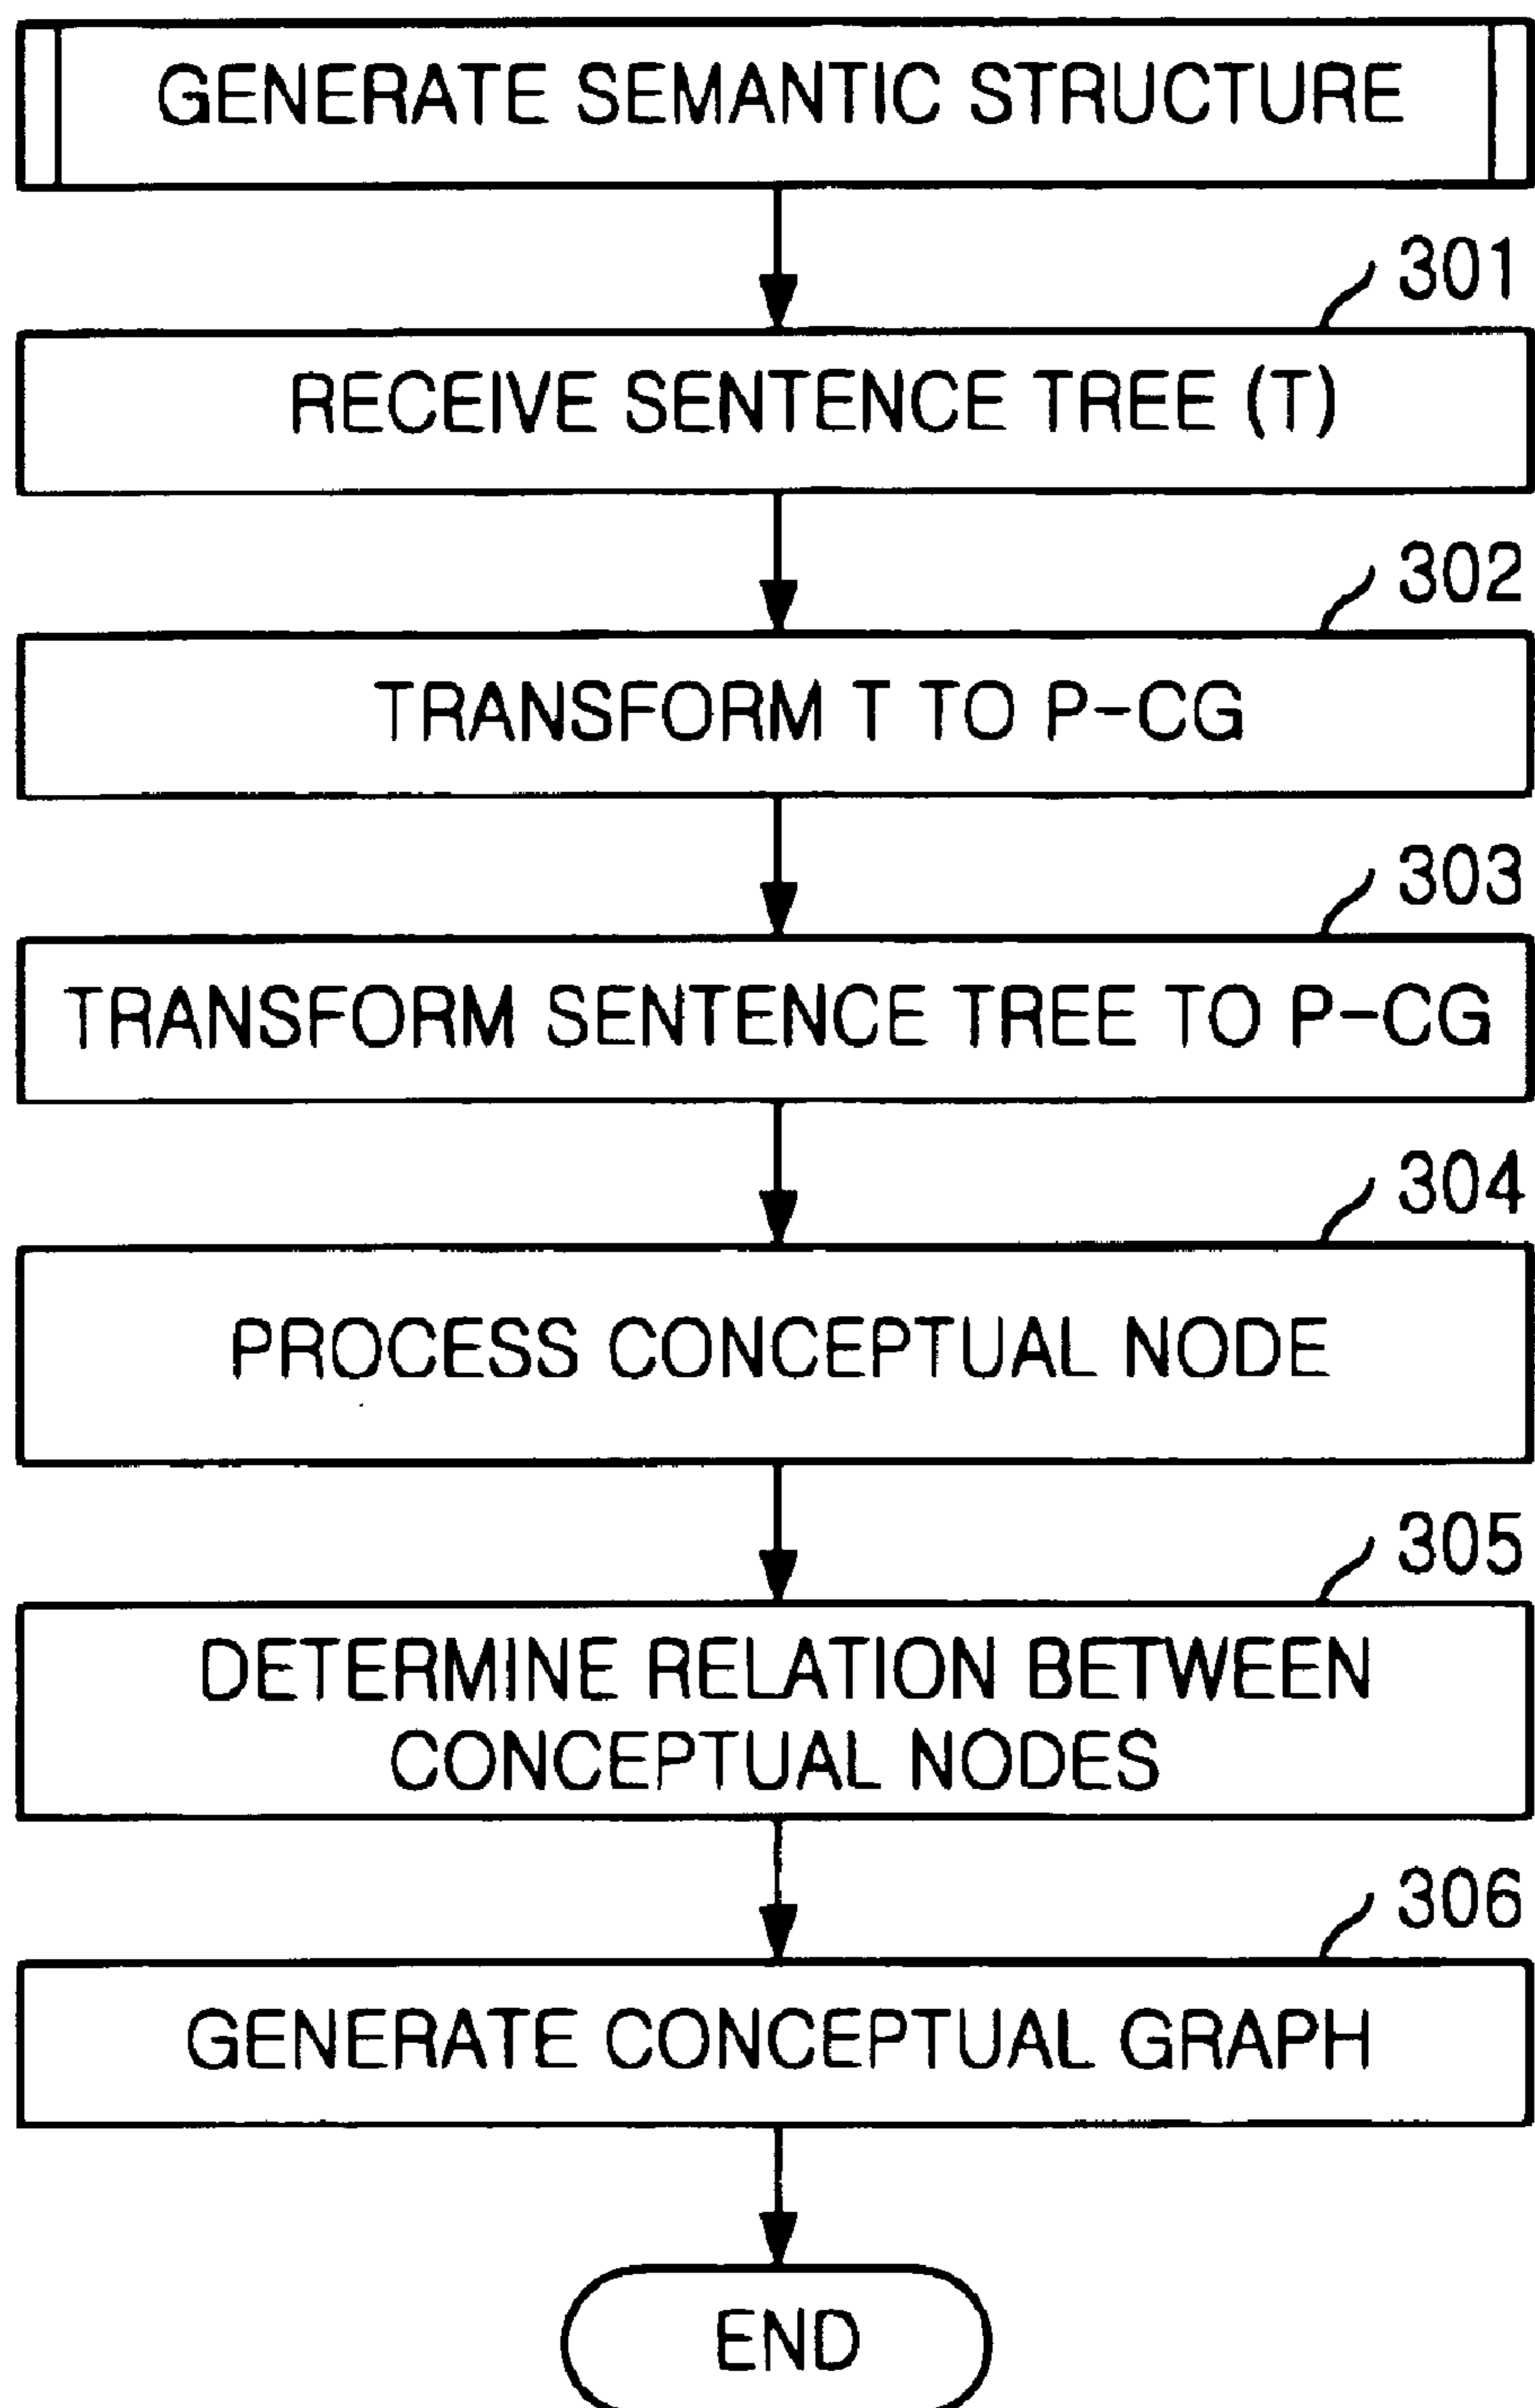 GENERATE SEMANTIC STRUCTURE
301
RECEIVE SENTENCE TREE (T)
302
TRANSFORM T TO P-CG
303
TRANSFORM SENTENCE TREE TO P-CG
304
PROCESS CONCEPTUAL NODE
305
DETERMINE RELATION BETWEEN
CONCEPTUAL NODES
306
GENERATE CONCEPTUAL GRAPH
END